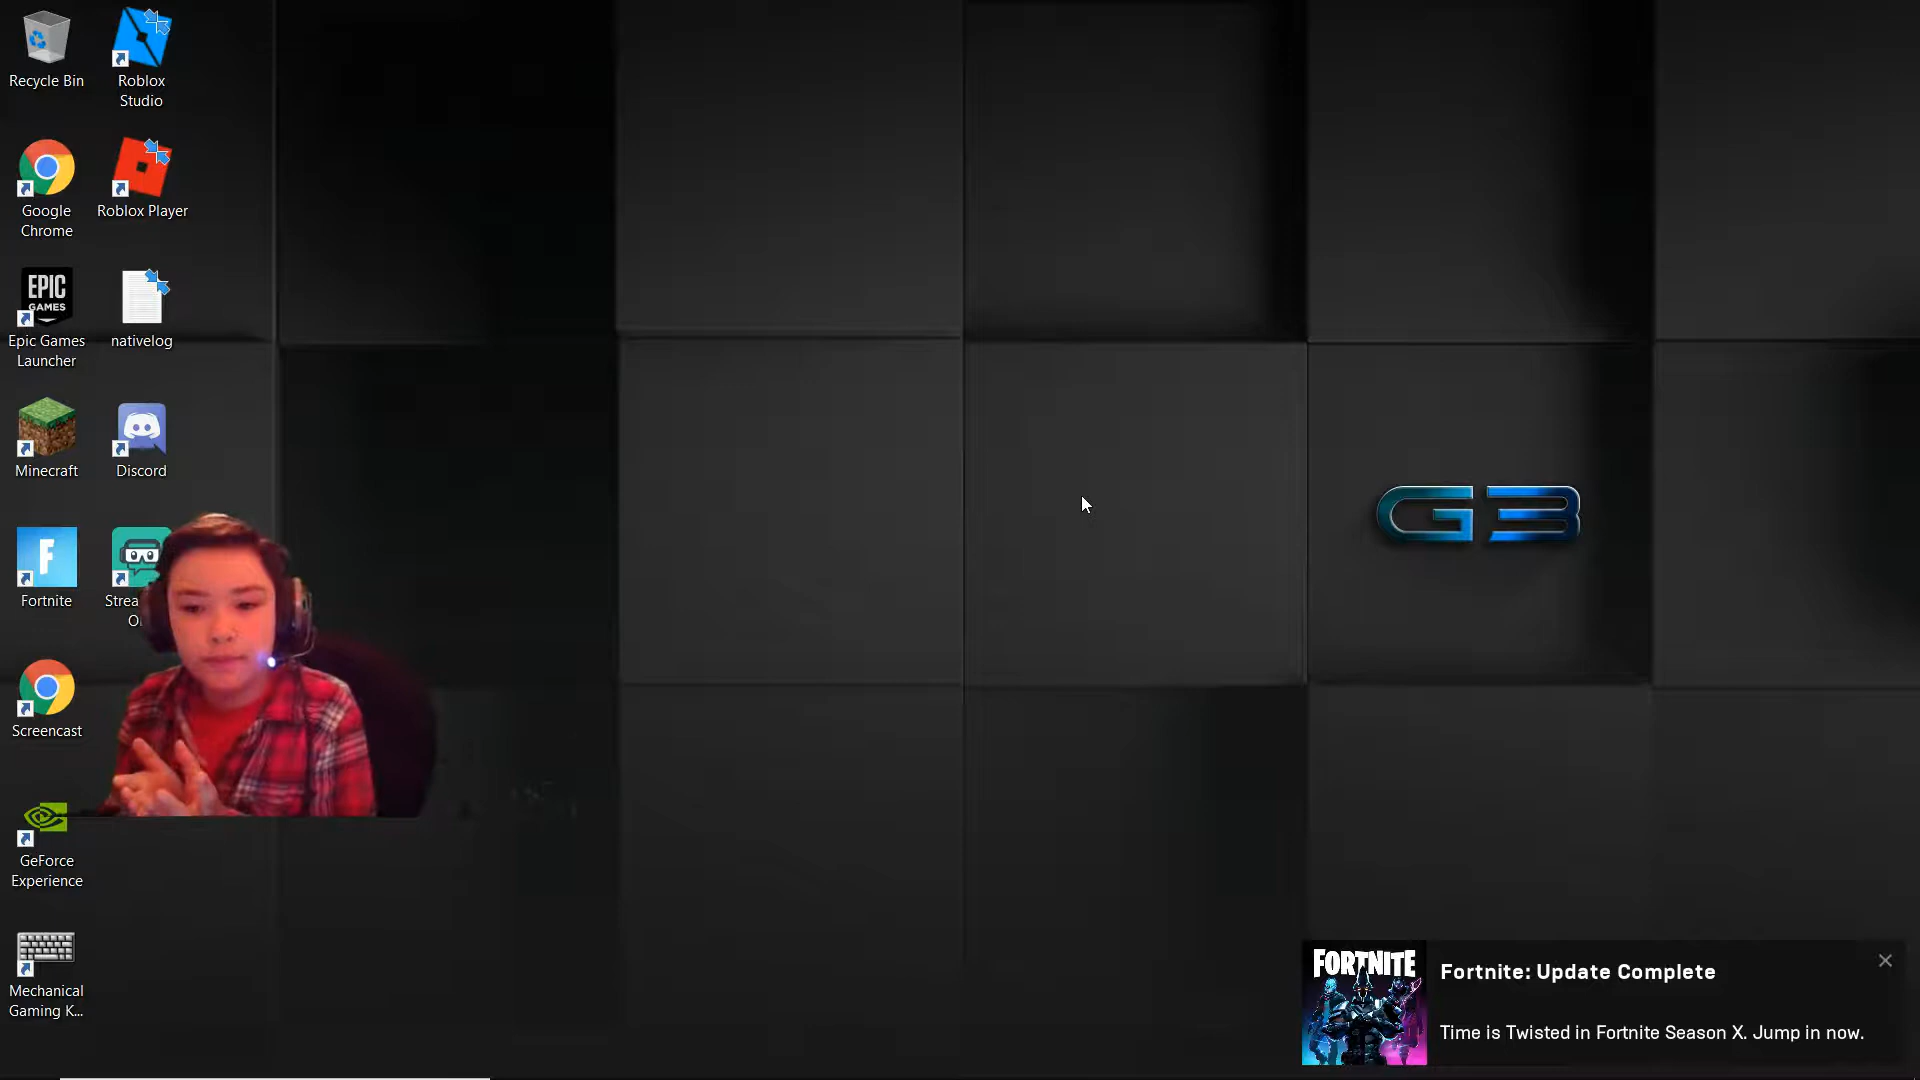 Recycle Bin
Roblox
Studio
Google
Chrome
Roblox Player
EPIC
GAMES
Epic Games
Launcher
nativelog
Minecraft
Discord
F
Fortnite
Screencast
GeForce
Experience
Mechanical
Gaming K...
G3
FORTNITE
Fortnite: Update Complete
Time is Twisted in Fortnite Season X. Jump in now.